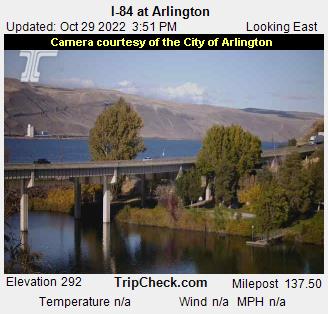 I-84 at Arlington
Updated: Oct 29 2022 3:51 PM Looking East
Camera courtesy of the City of Arlington
Elevation 292 TripCheck.com Milepost 137.50
Temperature n/a Wind n/a MPH n/a